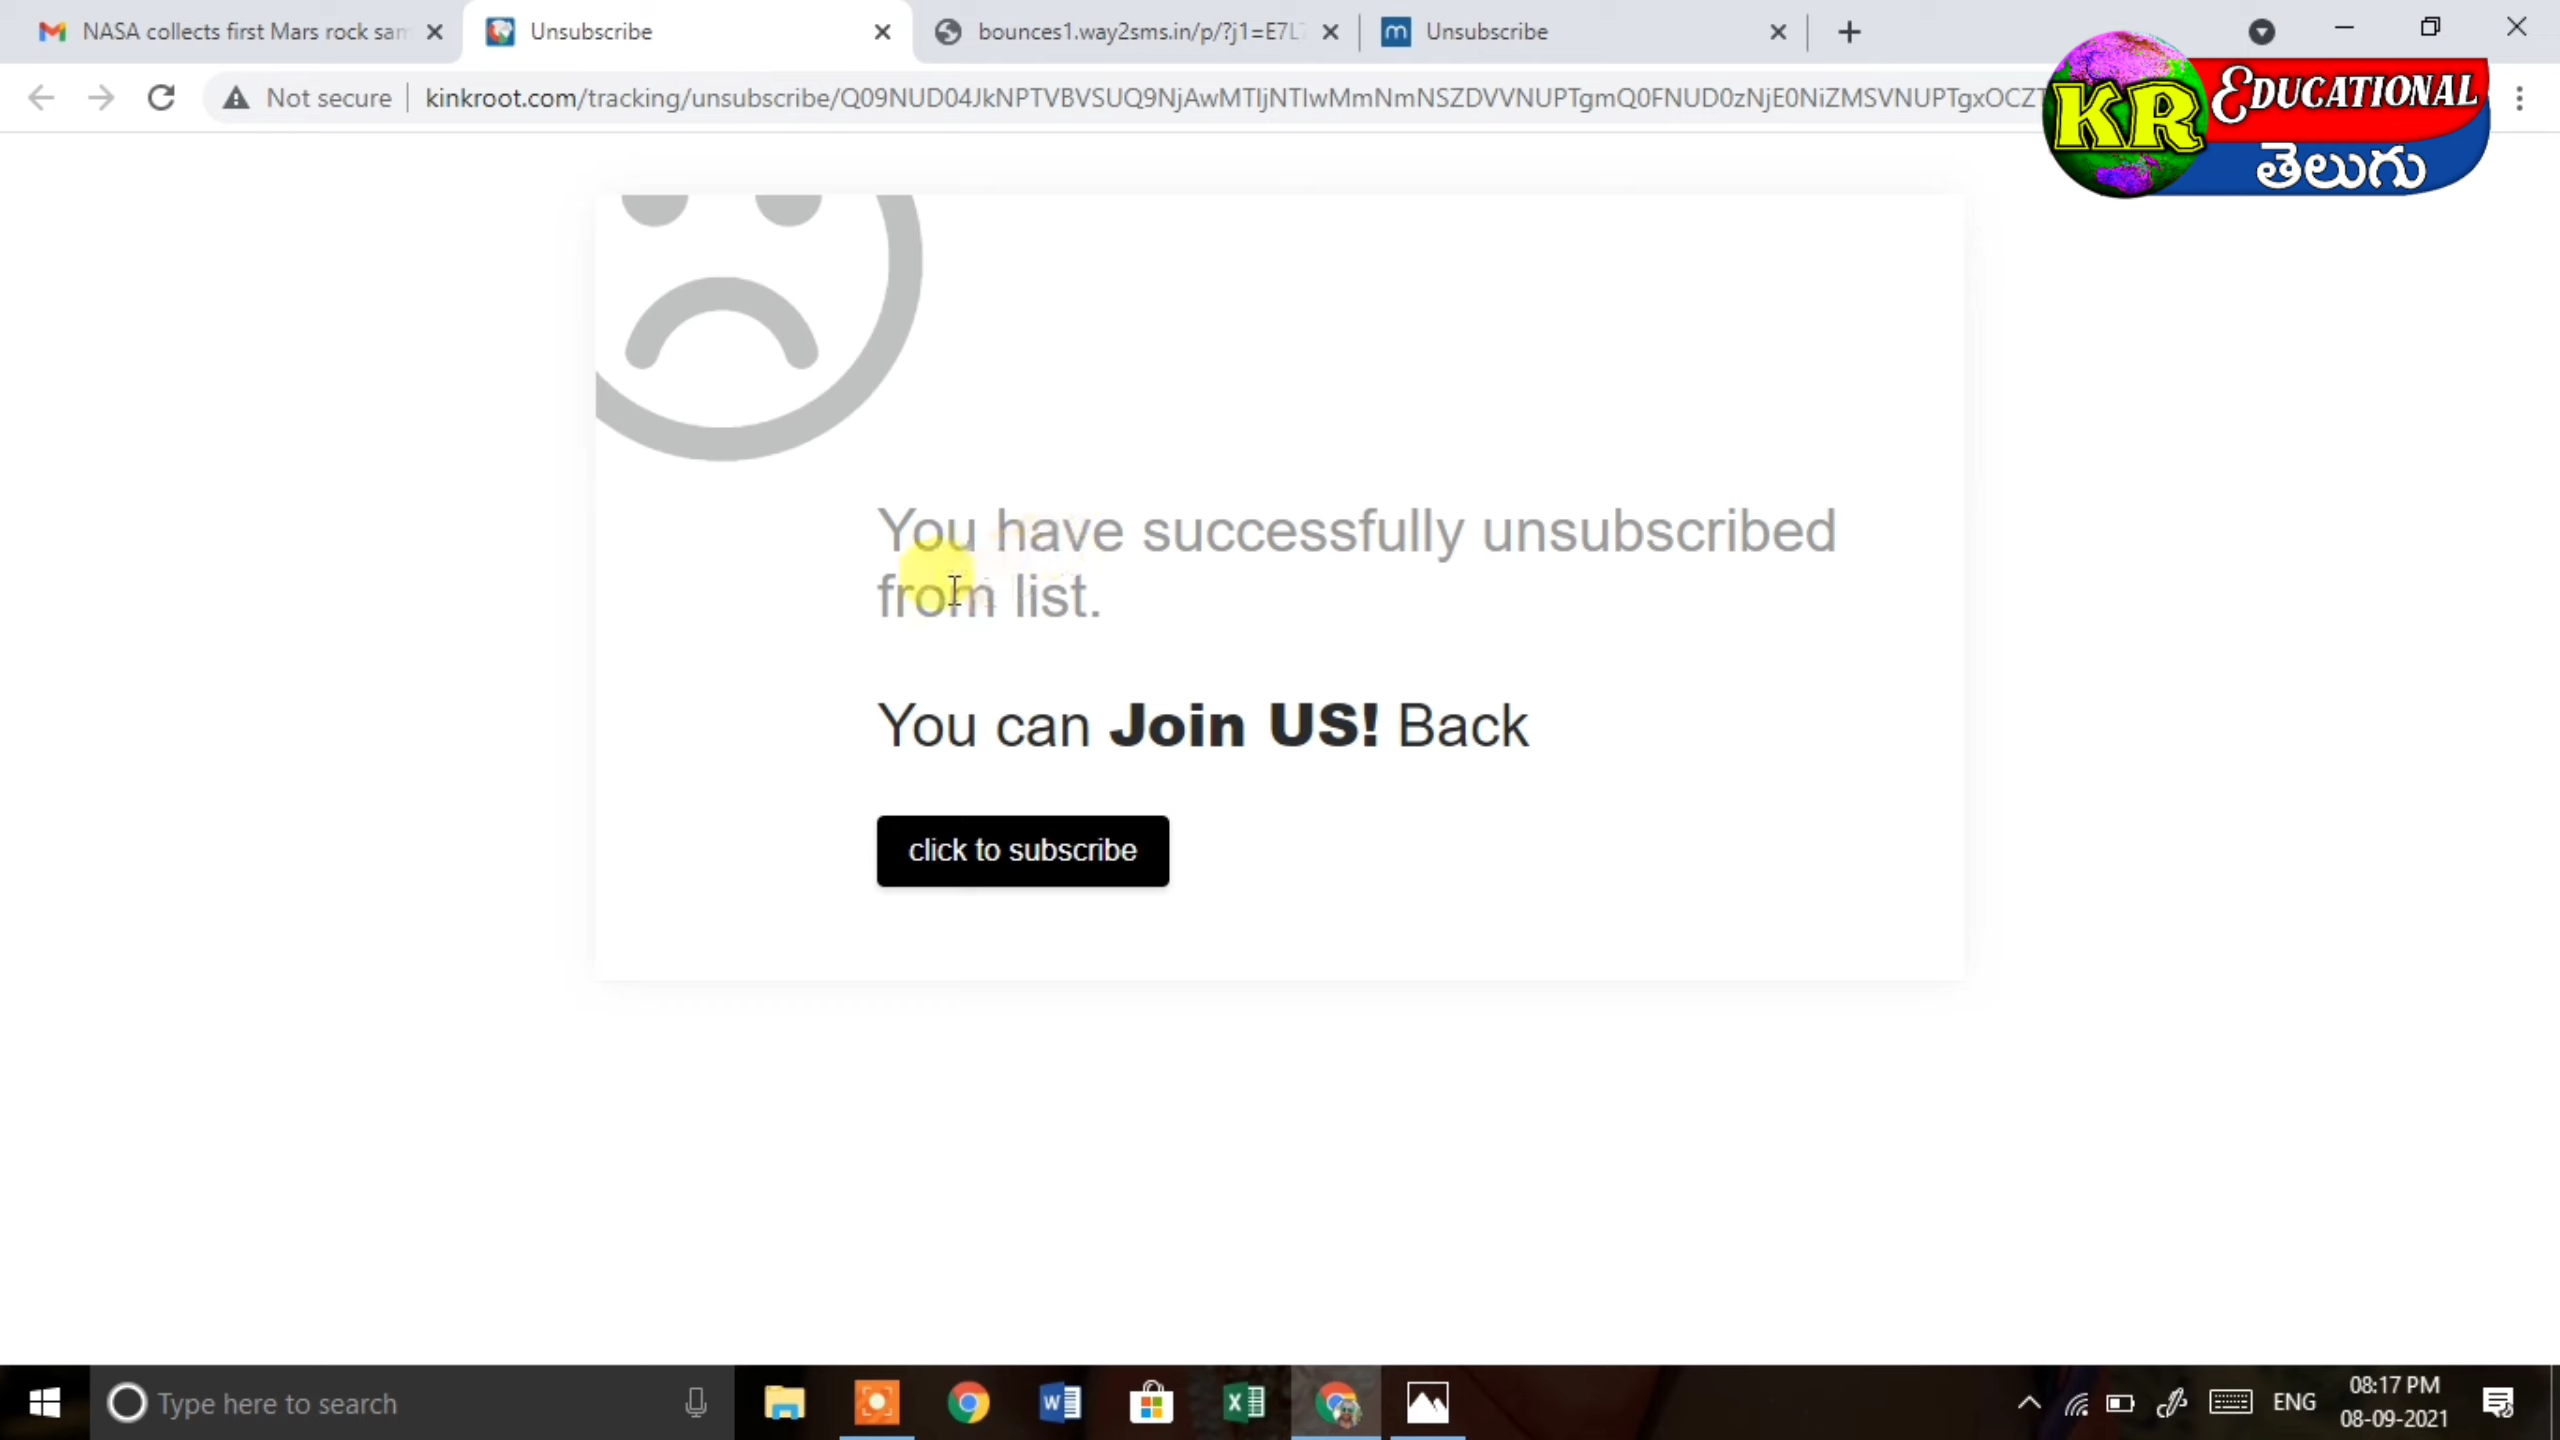 NASA collects first Mars rock sam
Unsubscribe
bounces1.way2sms.in/p/?j1=E7L7
Unsubscribe
Not secure
kinkroot.com/tracking/unsubscribe/Q09NUD04JkNPTVBVSUQ9NjAwMTIjNTIwMmNmNSZDVVNUPTgmQ0FNUD0zNjE0NiZMSVNUPTgxOCZT
KR EDUCATIONAL
తెలుగు
You have successfully unsubscribed
from list.
You can Join US! Back
click to subscribe
Type here to search
ENG
08:17 PM
08-09-2021